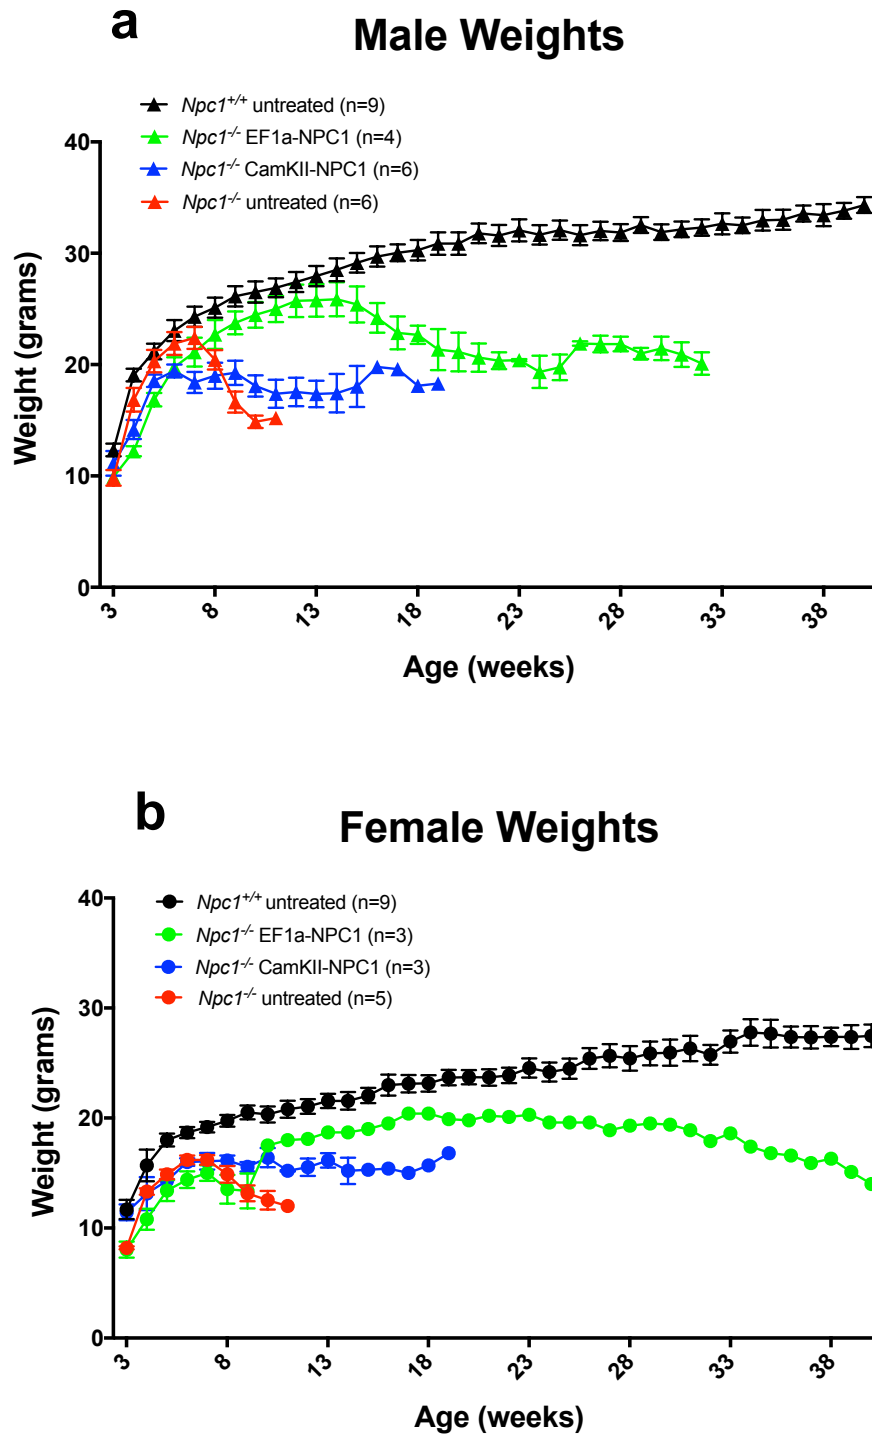 a
Male Weights
Npc1+/+ untreated (n=9)
Npc1-/- EF1a-NPC1 (n=4)
Npc1-/- CamKII-NPC1 (n=6)
Npc1-/- untreated (n=6)
40
30
20
10
0
Weight (grams)
3 8 13 18 23 28 33 38
Age (weeks)
b
Female Weights
Npc1+/+ untreated (n=9)
Npc1-/- EF1a-NPC1 (n=3)
Npc1-/- CamKII-NPC1 (n=3)
Npc1-/- untreated (n=5)
40
30
20
10
0
Weight (grams)
3 8 13 18 23 28 33 38
Age (weeks)